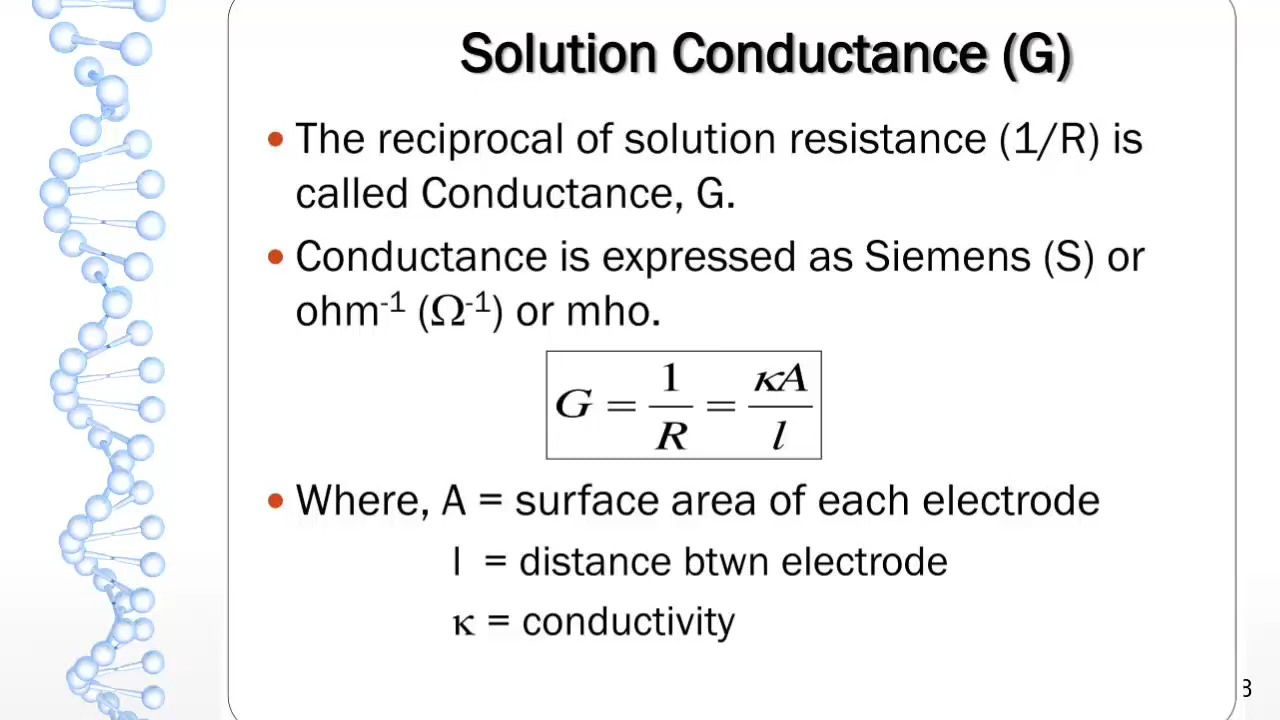 Solution Conductance (G)
• The reciprocal of solution resistance (1/R) is
called Conductance, G.
• Conductance is expressed as Siemens (S) or
ohm⁻¹ (Ω⁻¹) or mho.
G = 1/R = κA/l
• Where, A = surface area of each electrode
l = distance btwn electrode
κ = conductivity
3